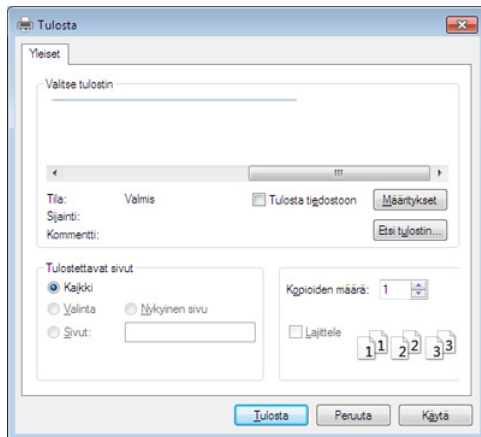 Tulosta
Yleiset
Valitse tulostin
Tila: Valmis
Tulosta tiedostoon
Määritykset
Sijainti:
Kommentti:
Etsi tulostin...
Tulostettavat sivut
Kaikki
Valinta
Nykyinen sivu
Sivut:
Kopioiden määrä: 1
Lajittele
1 1 2 2 3 3
Tulosta
Peruuta
Käytä